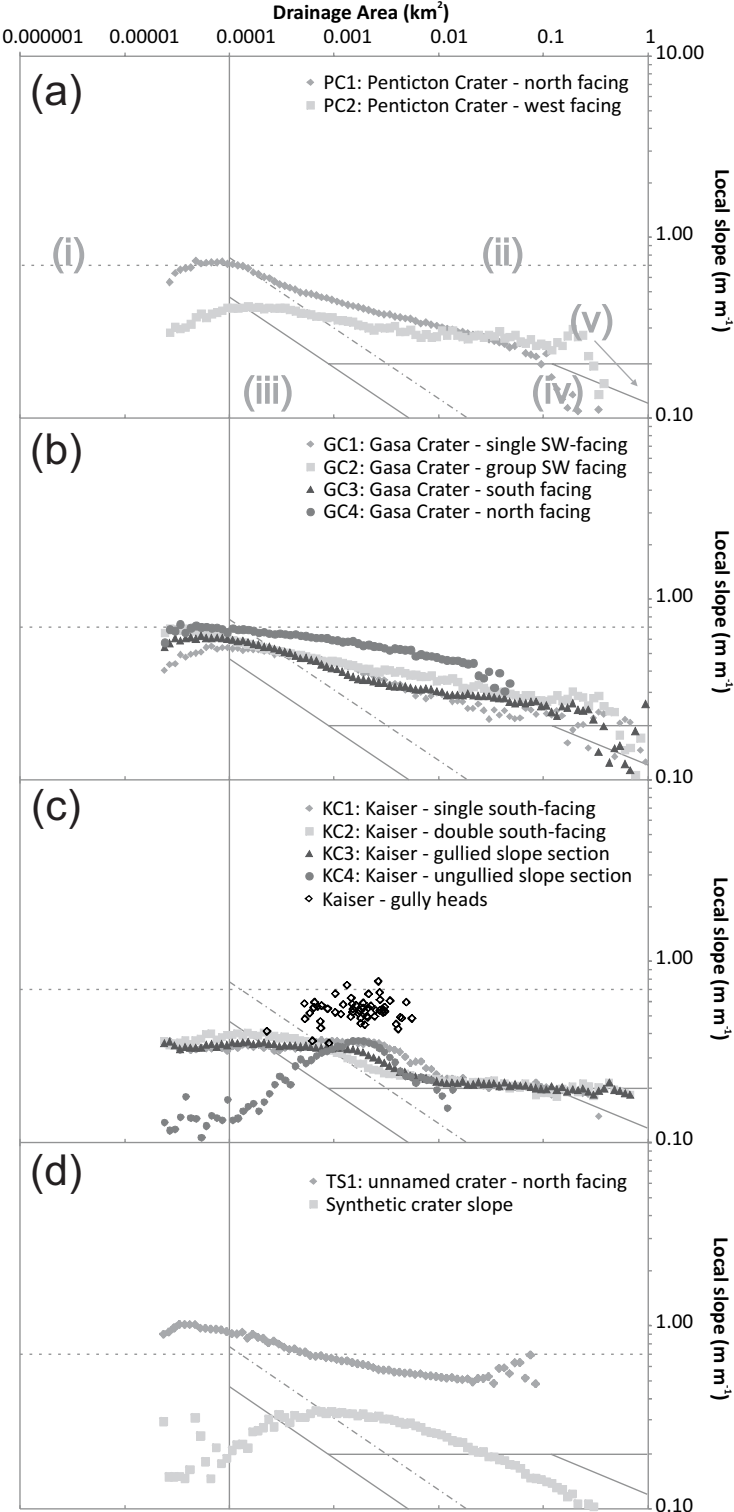 Drainage Area (km²)
0.000001 0.00001 0.0001 0.001 0.01 0.1 1
10.00
(a)
PC1: Penticton Crater - north facing
PC2: Penticton Crater - west facing
Local slope (m m⁻¹)
1.00
(i)
(ii)
(v)
(iii)
(iv)
0.10
(b)
GC1: Gasa Crater - single SW-facing
GC2: Gasa Crater - group SW facing
GC3: Gasa Crater - south facing
GC4: Gasa Crater - north facing
Local slope (m m⁻¹)
1.00
0.10
(c)
KC1: Kaiser - single south-facing
KC2: Kaiser - double south-facing
KC3: Kaiser - gullied slope section
KC4: Kaiser - ungullied slope section
Kaiser - gully heads
Local slope (m m⁻¹)
1.00
0.10
(d)
TS1: unnamed crater - north facing
Synthetic crater slope
Local slope (m m⁻¹)
1.00
0.10